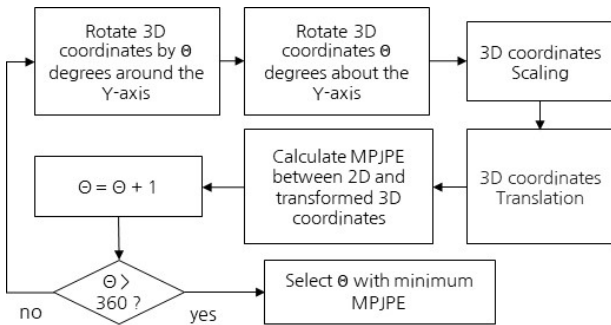 Rotate 3D
coordinates by Θ
degrees around the
Y-axis
Rotate 3D
coordinates Θ
degrees about the
Y-axis
3D coordinates
Scaling
3D coordinates
Translation
Calculate MPJPE
between 2D and
transformed 3D
coordinates
Θ = Θ + 1
Θ >
360 ?
no
yes
Select Θ with minimum
MPJPE